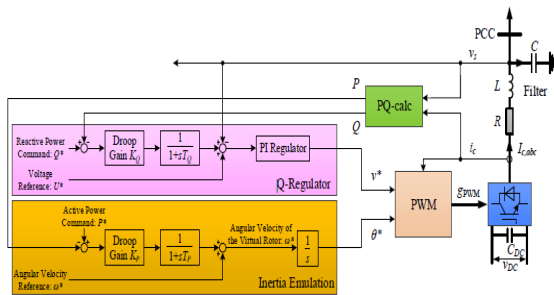 PCC
C
v_s
L
Filter
P
PQ-calc
Q
R
I_c,abc
i_c
Reactive Power
Command: Q*
Droop
Gain K_Q
1
1+sT_Q
PI Regulator
Voltage
Reference: U*
Q-Regulator
v*
PWM
g_PWM
θ*
C_DC
v_DC
Active Power
Command: P*
Droop
Gain K_P
1
1+sT_P
Angular Velocity of
the Virtual Rotor: ω*
1
s
Angular Velocity
Reference: ω*
Inertia Emulation